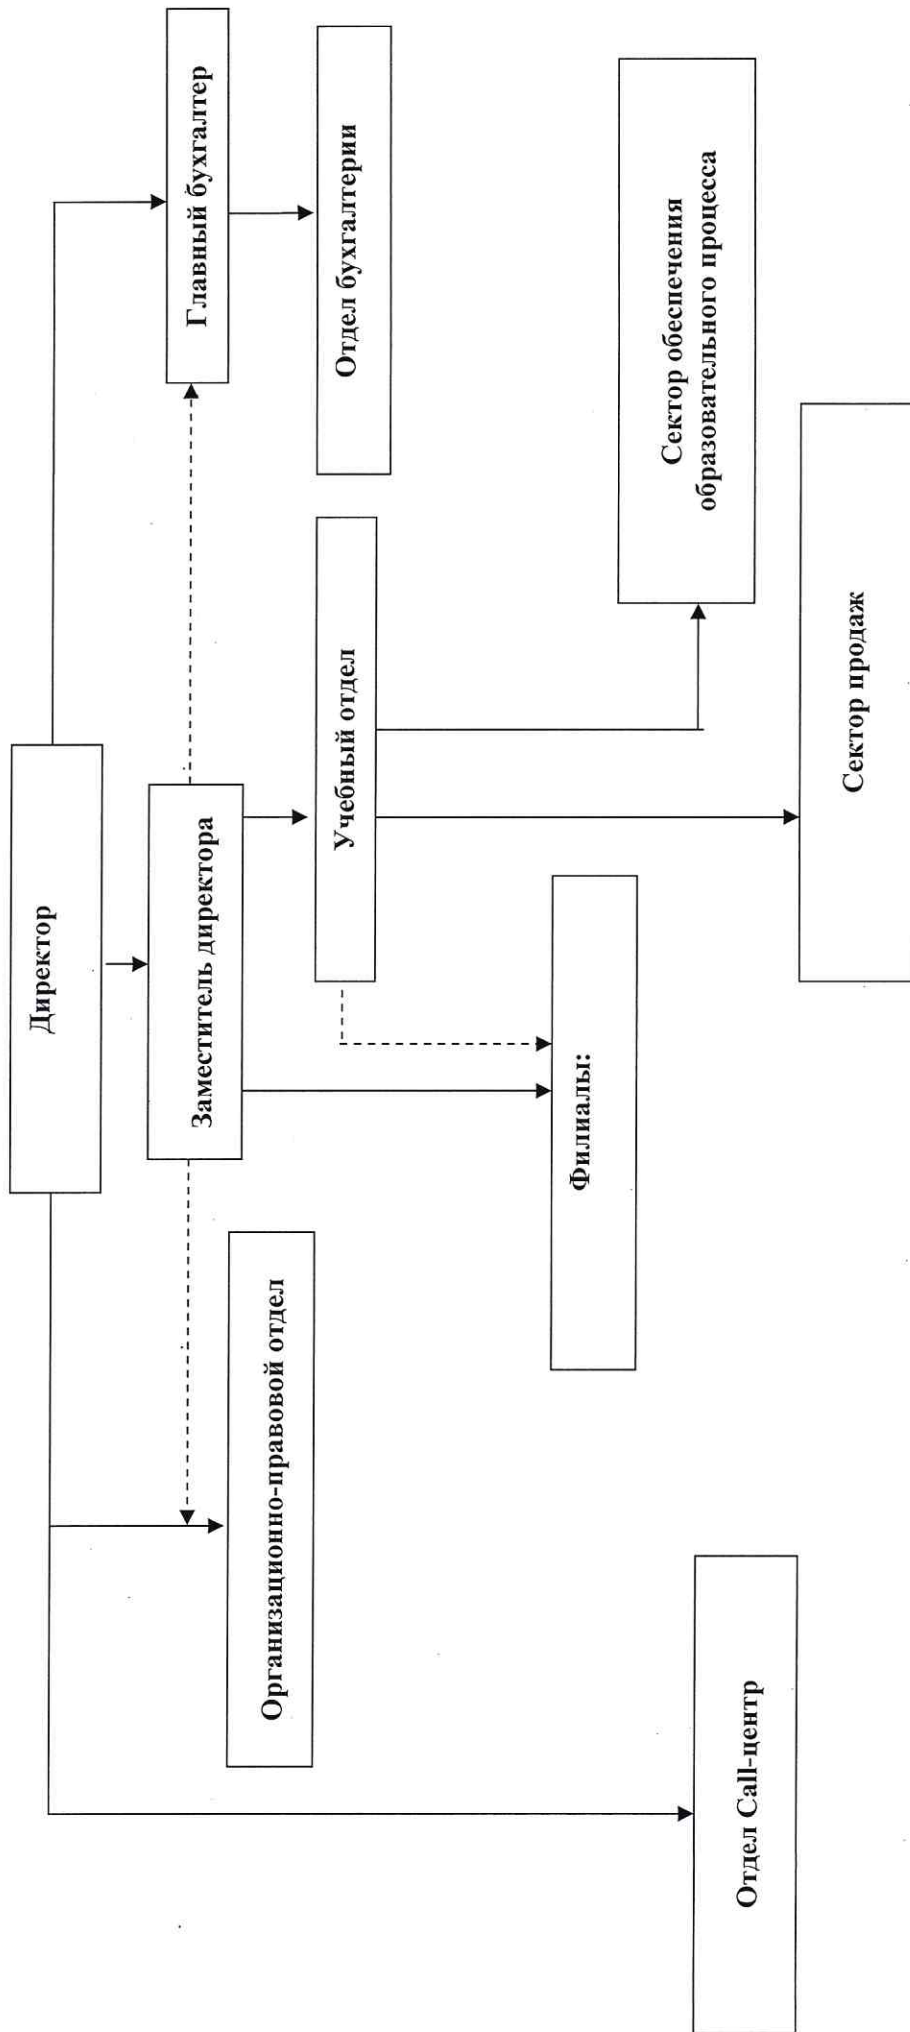 Директор
Заместитель директора
Главный бухгалтер
Организационно-правовой отдел
Учебный отдел
Отдел бухгалтерии
Филиалы:
Сектор обеспечения
образовательного процесса
Отдел Call-центр
Сектор продаж